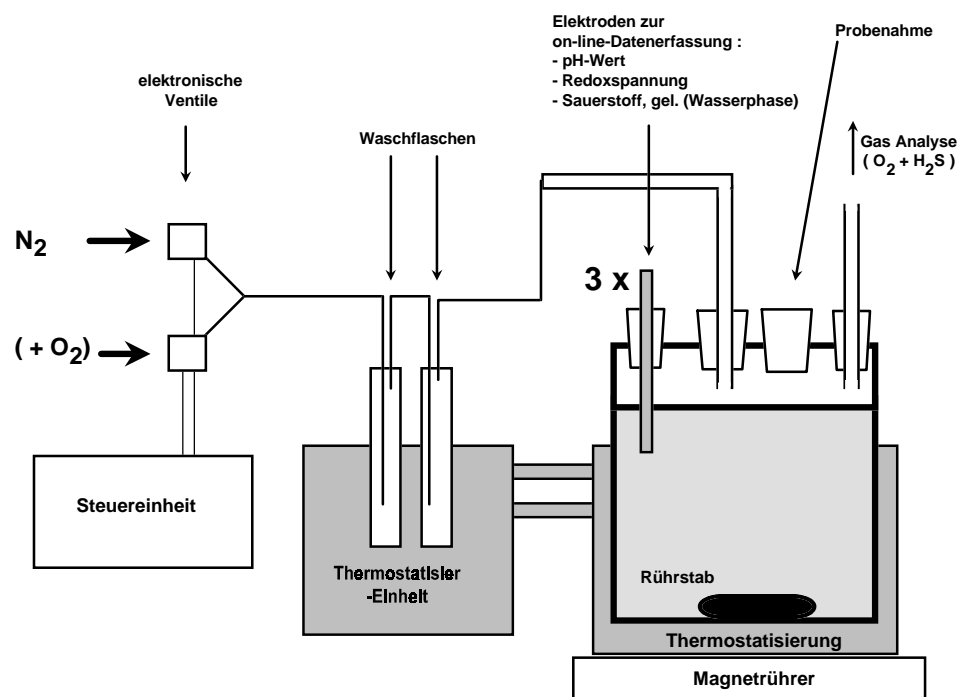 Elektroden zur
on-line-Datenerfassung :
- pH-Wert
- Redoxspannung
- Sauerstoff, gel. (Wasserphase)
Probenahme
elektronische
Ventile
Waschflaschen
Gas Analyse
( O2 + H2S )
N2
3 x
( + O2)
Steuereinheit
Thermostatisier
-Einheit
Rührstab
Thermostatisierung
Magnetrührer